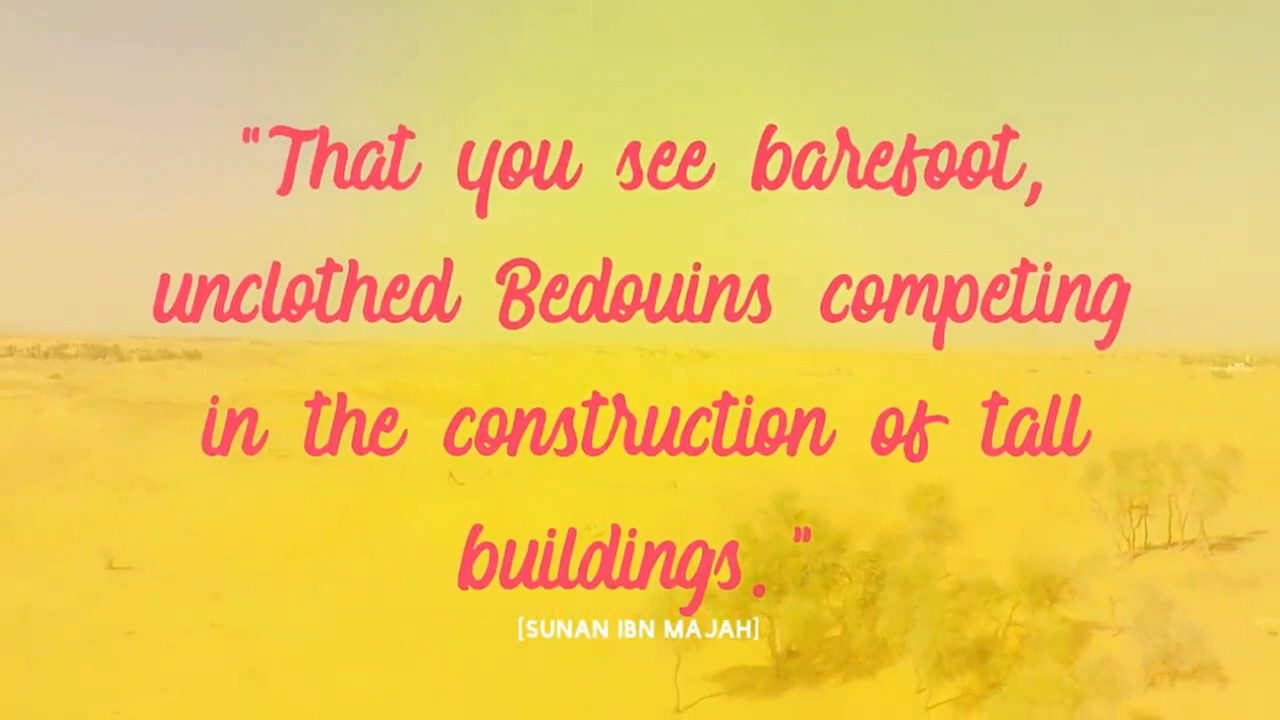 "That you see barefoot,
unclothed Bedouins competing
in the construction of tall
buildings."
[SUNAN IBN MAJAH]